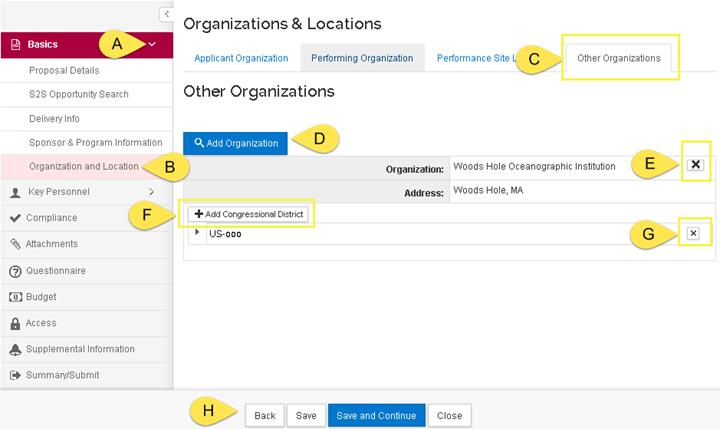 Organizations & Locations
A
Basics
Applicant Organization
Performing Organization
Performance Site L
C
Other Organizations
Proposal Details
S2S Opportunity Search
Delivery Info
Sponsor & Program Information
B
Organization and Location
Key Personnel
Compliance
Attachments
Questionnaire
Budget
Access
Supplemental Information
Summary/Submit
Other Organizations
Add Organization
D
Organization:
Woods Hole Oceanographic Institution
E
Address:
Woods Hole, MA
F
Add Congressional District
US-000
G
H
Back
Save
Save and Continue
Close